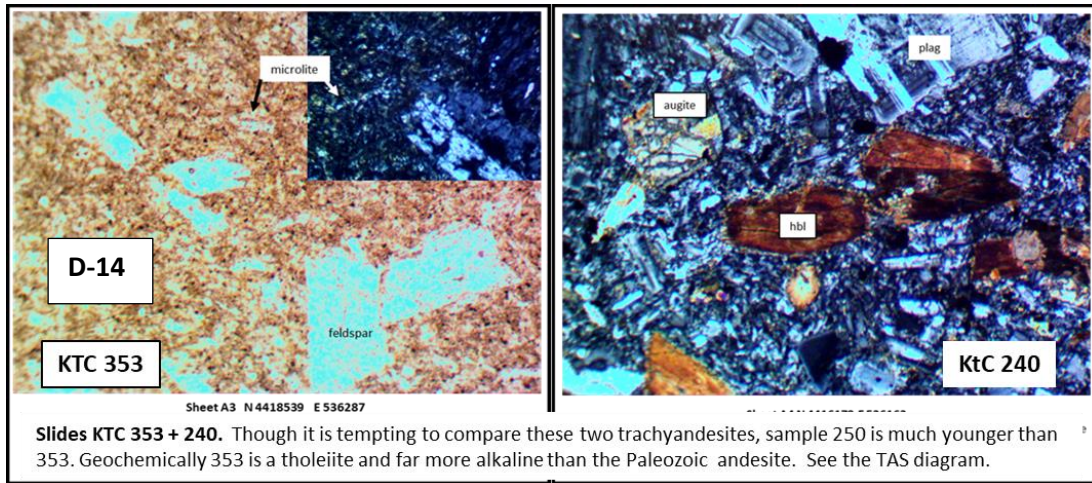 microlite
D-14
feldspar
KTC 353
plag
augite
hbl
KtC 240
Sheet A3 N 4418539 E 536287
Slides KTC 353 + 240. Though it is tempting to compare these two trachyandesites, sample 250 is much younger than
353. Geochemically 353 is a tholeiite and far more alkaline than the Paleozoic andesite. See the TAS diagram.